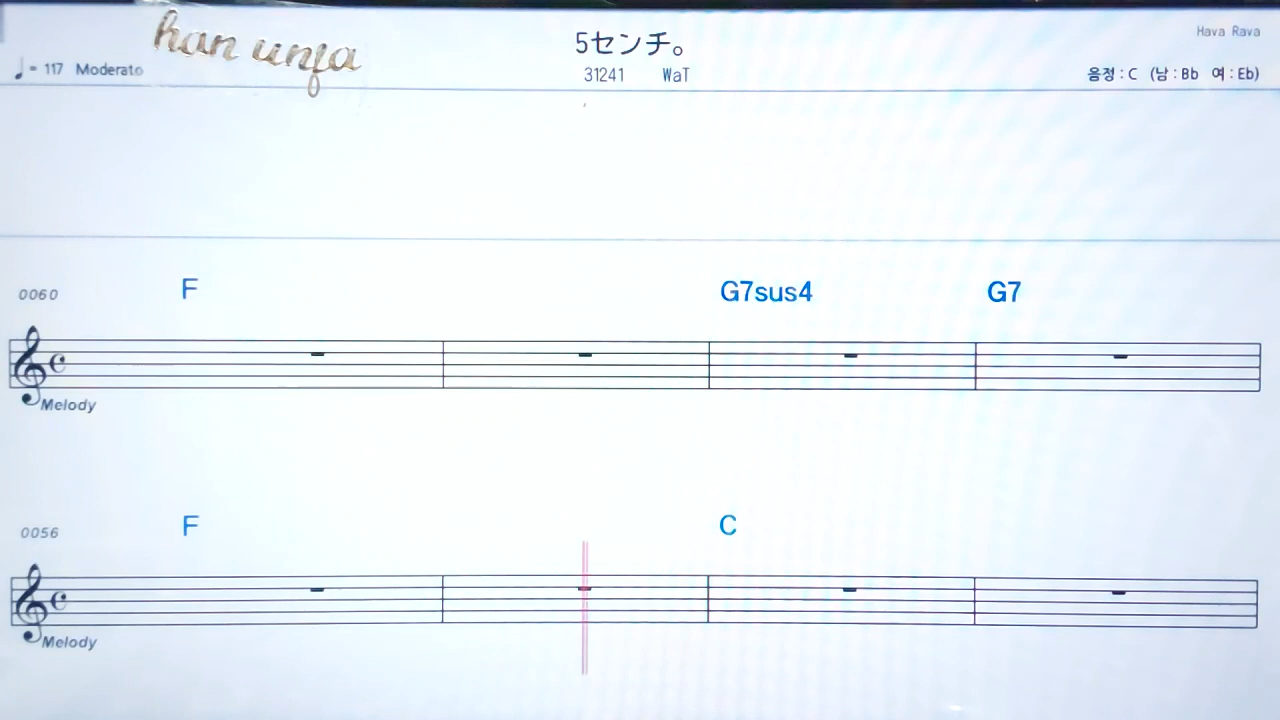 han unja
5センチ。
Hava Rava
♩= 117 Moderato
31241 WaT
음정 : C (남 : Bb 여 : Eb)
0060 F G7sus4 G7
Melody
0056 F C
Melody